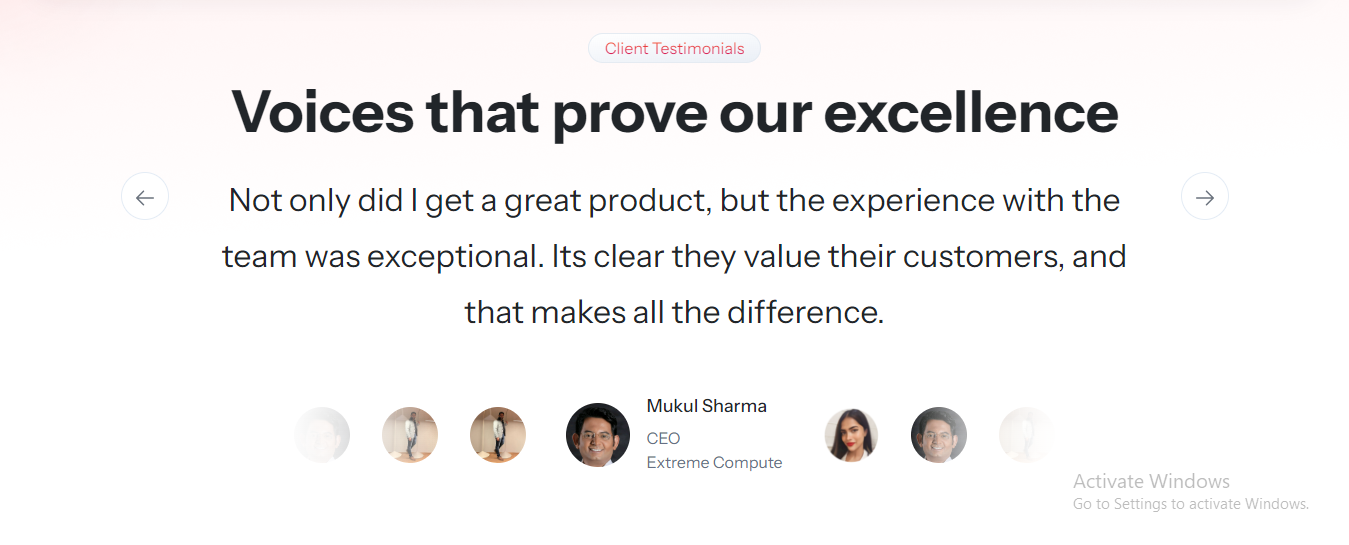 Client Testimonials
Voices that prove our excellence
Not only did I get a great product, but the experience with the
team was exceptional. Its clear they value their customers, and
that makes all the difference.
Mukul Sharma
CEO
Extreme Compute
Activate Windows
Go to Settings to activate Windows.